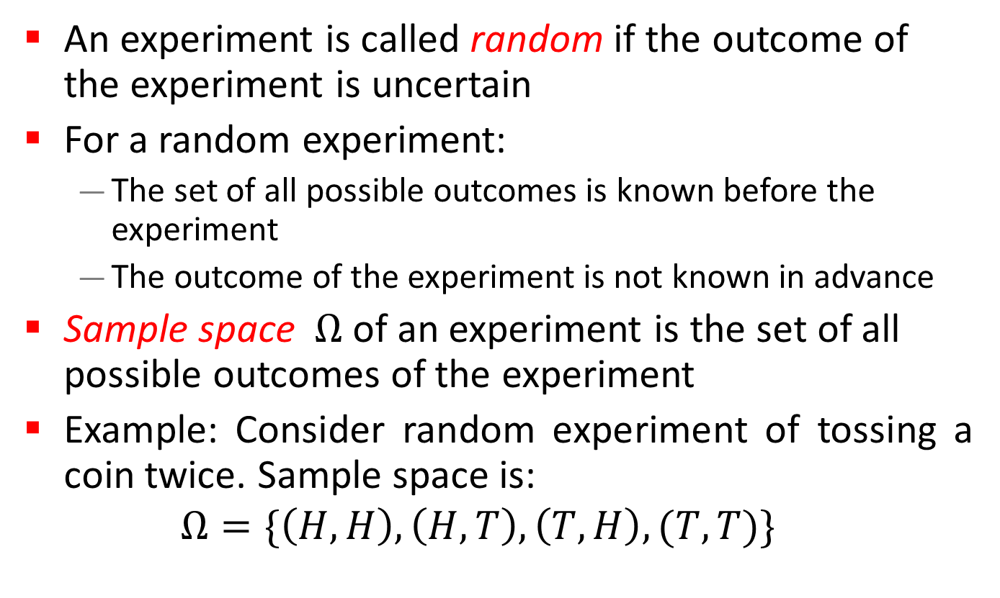 ▪ An experiment is called random if the outcome of
the experiment is uncertain
▪ For a random experiment:
— The set of all possible outcomes is known before the
experiment
— The outcome of the experiment is not known in advance
▪ Sample space Ω of an experiment is the set of all
possible outcomes of the experiment
▪ Example: Consider random experiment of tossing a
coin twice. Sample space is:
Ω = {(H, H), (H, T), (T, H), (T, T)}